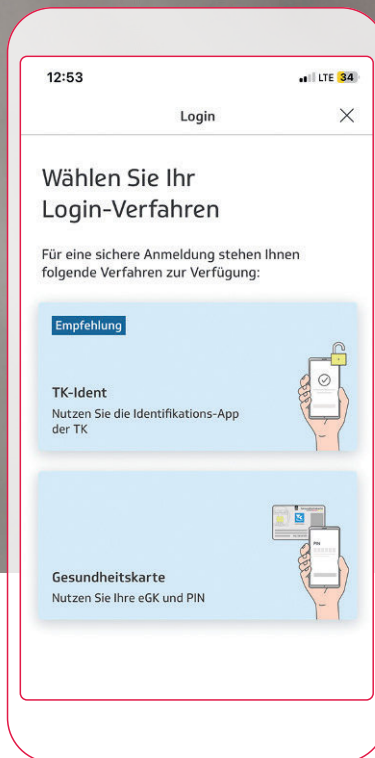 12:53
LTE 34
Login
Wählen Sie Ihr
Login-Verfahren
Für eine sichere Anmeldung stehen Ihnen
folgende Verfahren zur Verfügung:
Empfehlung
TK-Ident
Nutzen Sie die Identifikations-App
der TK
PIN
Gesundheitskarte
Nutzen Sie Ihre eGK und PIN